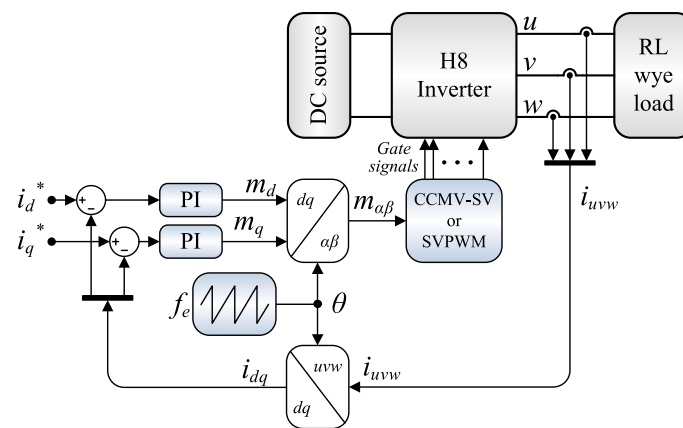 DC source
H8
Inverter
u
v
w
RL
wye
load
Gate
signals
i_d*
+
−
PI
m_d
dq
αβ
m_αβ
CCMV-SV
or
SVPWM
i_uvw
i_q*
+
−
PI
m_q
f_e
θ
i_dq
uvw
dq
i_uvw